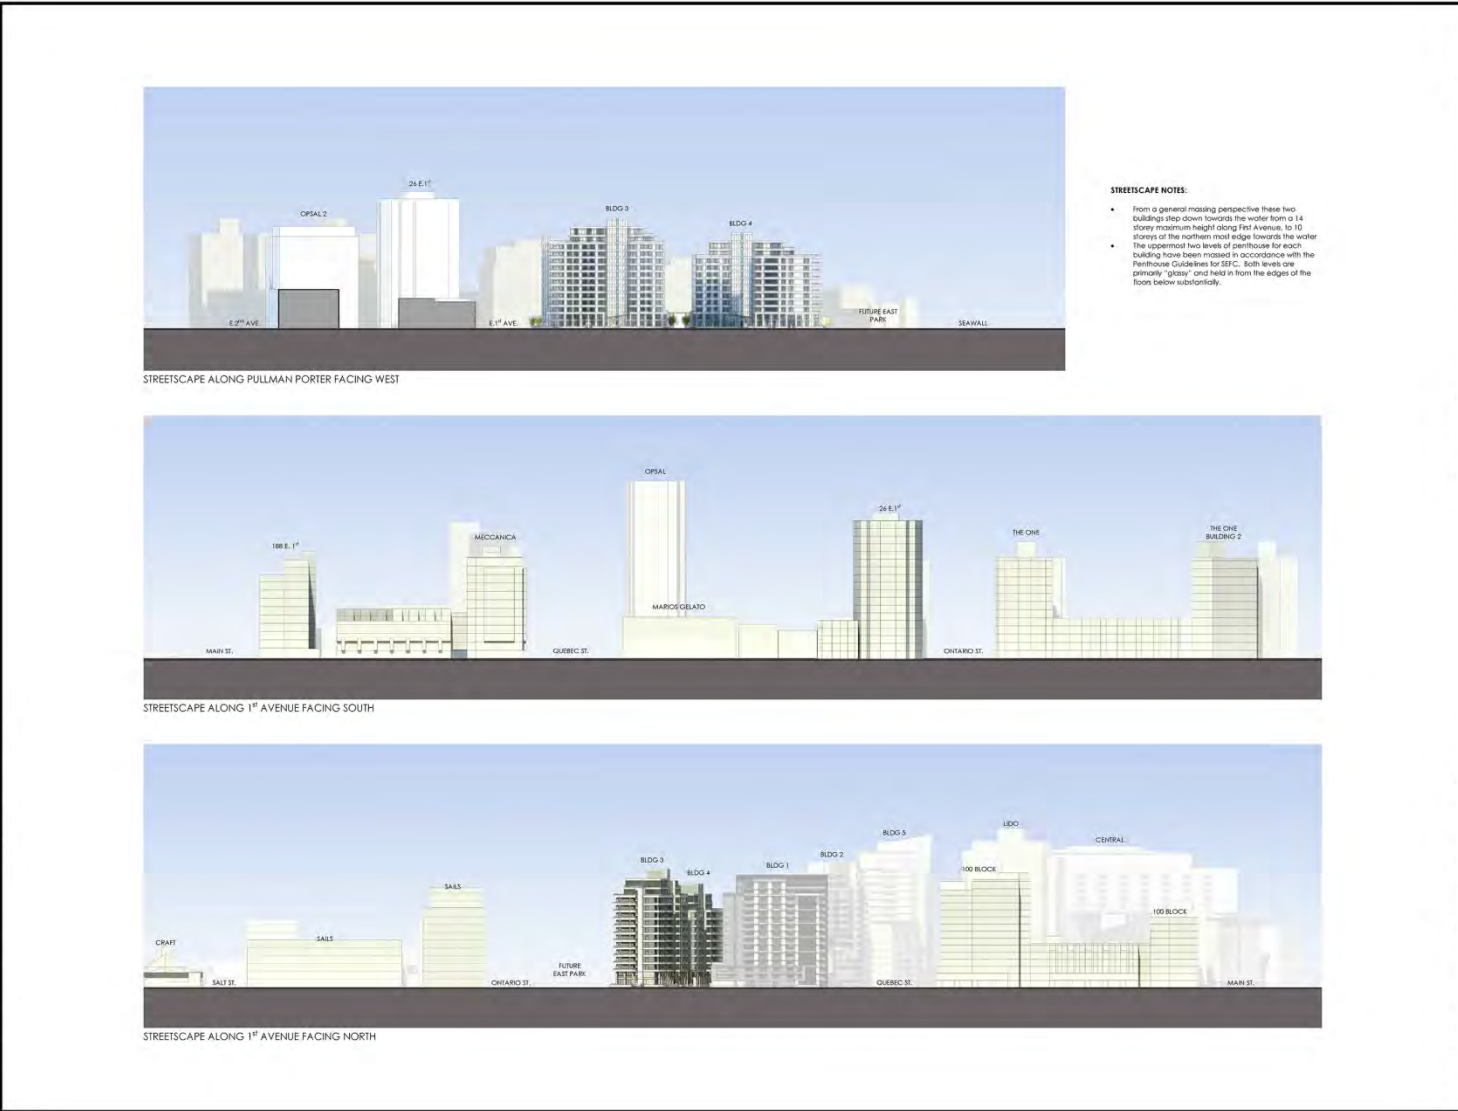 26 E.1st
OPSAL 2
BLDG 3
BLDG 4
E.2ND AVE.
E.1st AVE.
FUTURE EAST
PARK
SEAWALL
STREETSCAPE ALONG PULLMAN PORTER FACING WEST
STREETSCAPE NOTES:
• From a general massing perspective these two
buildings step down towards the water from a 14
storey maximum height along First Avenue, to 10
storeys at the northern most edge towards the water
• The uppermost two levels of penthouse for each
building have been massed in accordance with the
Penthouse Guidelines for SEFC. Both levels are
primarily "glassy" and held in from the edges of the
floors below substantially.
OPSAL
26 E.1st
188 E. 1st
MECCANICA
THE ONE
THE ONE
BUILDING 2
MARIOS GELATO
MAIN ST.
QUEBEC ST.
ONTARIO ST.
STREETSCAPE ALONG 1st AVENUE FACING SOUTH
LIDO
BLDG 5
CENTRAL
BLDG 2
BLDG 3
BLDG 1
100 BLOCK
BLDG 4
SAILS
100 BLOCK
SAILS
CRAFT
FUTURE
EAST PARK
SALT ST.
ONTARIO ST.
QUEBEC ST.
MAIN ST.
STREETSCAPE ALONG 1st AVENUE FACING NORTH